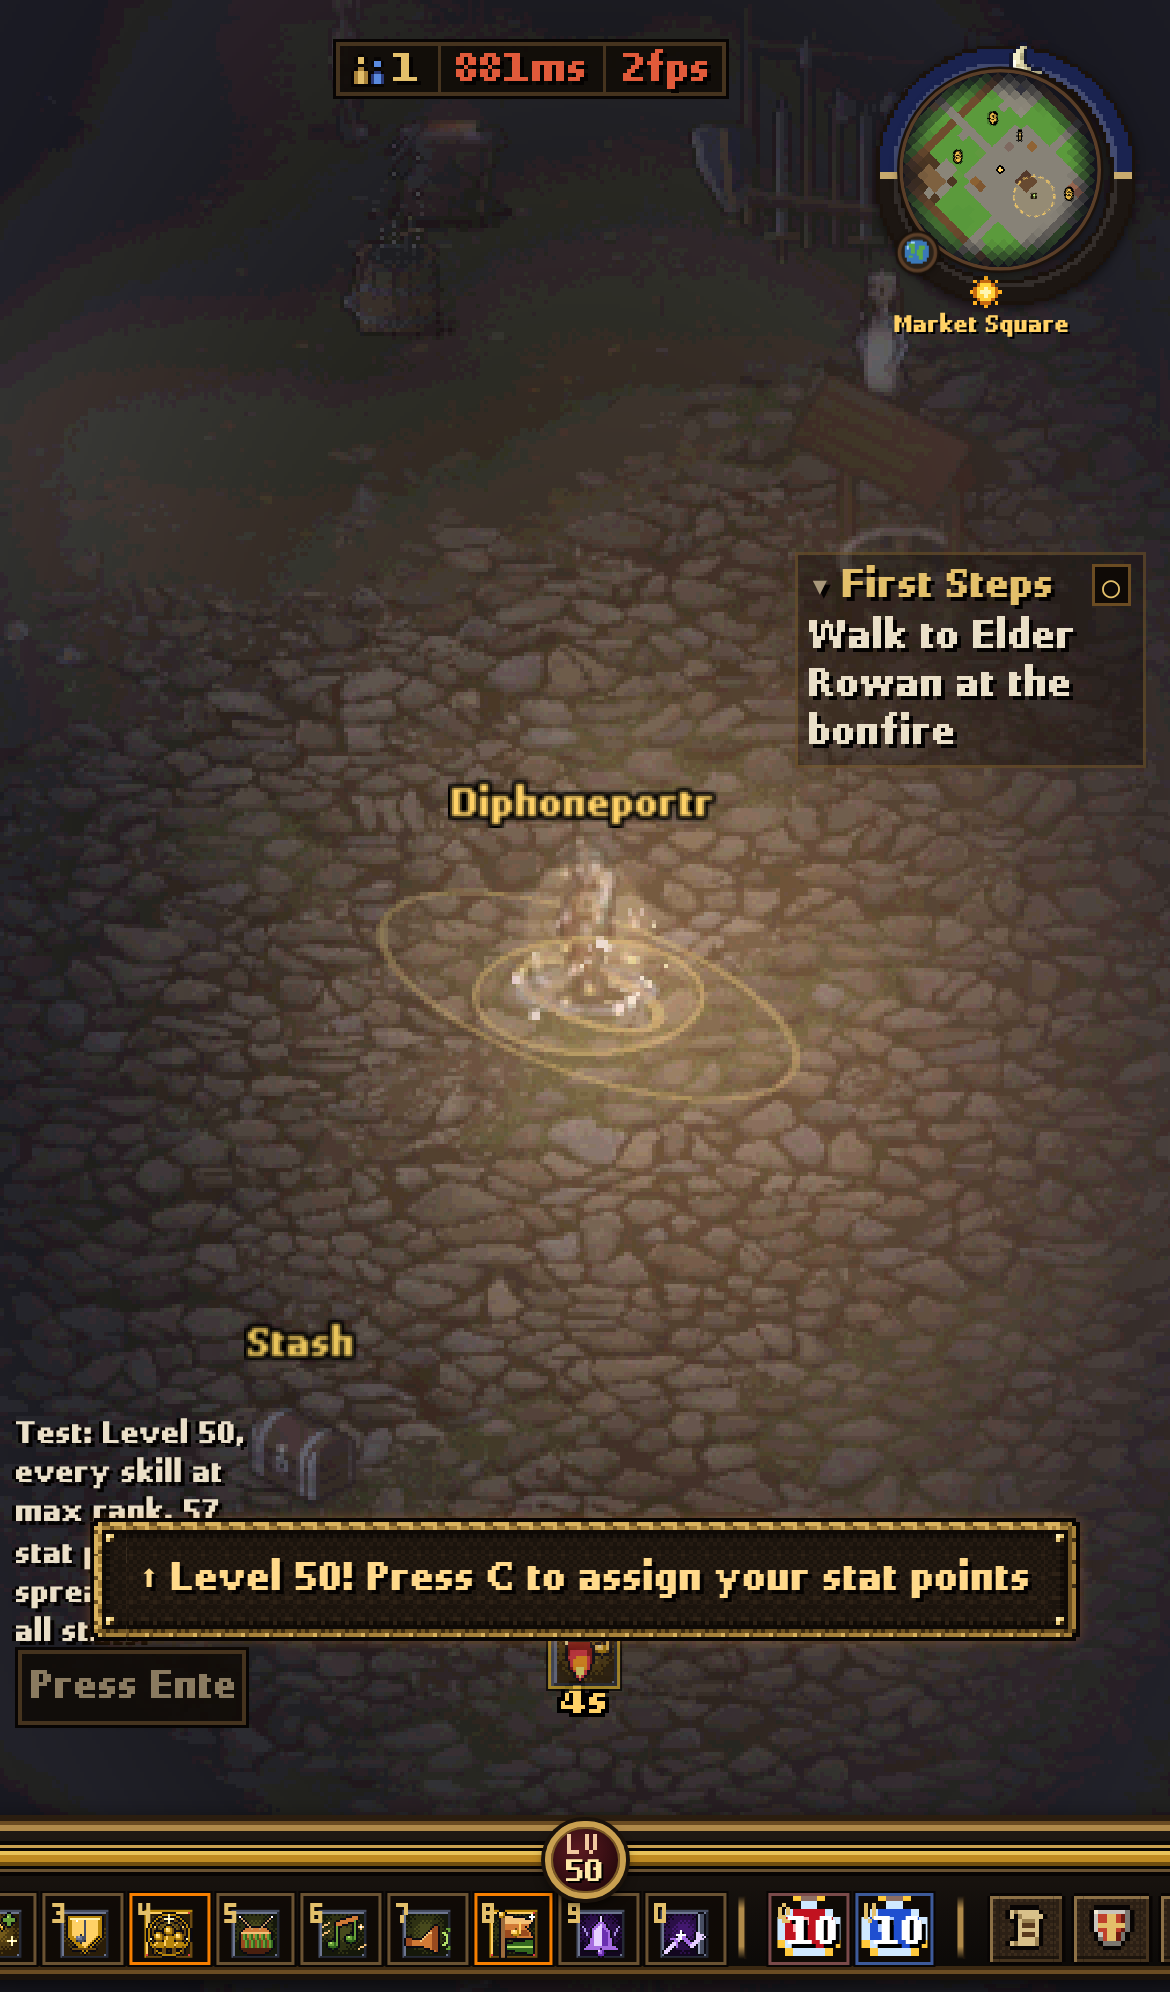 1 881ms 2fps
Market Square
▼ First Steps
Walk to Elder
Rowan at the
bonfire
Diphoneportr
Stash
Test: Level 50,
every skill at
max rank. 57
stat
all
↑ Level 50! Press C to assign your stat points
Press Ente
4s
LV
50
3 4 5 6 7 8 9 0 10 10